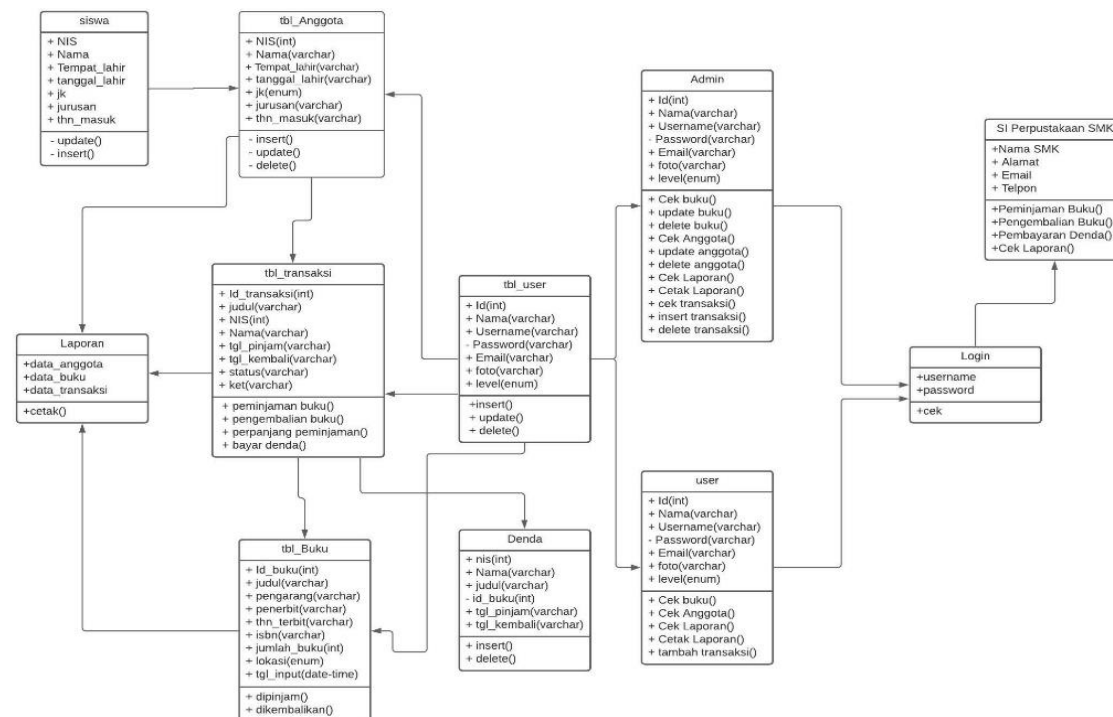 siswa
+ NIS
+ Nama
+ Tempat_lahir
+ tanggal_lahir
+ jk
+ jurusan
+ thn_masuk
- update()
- insert()
tbl_Anggota
+ NIS(int)
+ Nama(varchar)
+ Tempat_lahir(varchar)
+ tanggal_lahir(varchar)
+ jk(enum)
+ jurusan(varchar)
+ thn_masuk(varchar)
- insert()
- update()
- delete()
Admin
+ Id(int)
+ Nama(varchar)
+ Username(varchar)
- Password(varchar)
+ Email(varchar)
+ foto(varchar)
+ level(enum)
+ Cek buku()
+ update buku()
+ delete buku()
+ Cek Anggota()
+ update anggota()
+ delete anggota()
+ Cek Laporan()
+ Cetak Laporan()
+ cek transaksi()
+ insert transaksi()
+ delete transaksi()
SI Perpustakaan SMK
+Nama SMK
+ Alamat
+ Email
+ Telpon
+Peminjaman Buku()
+Pengembalian Buku()
+Pembayaran Denda()
+Cek Laporan()
tbl_transaksi
+ Id_transaksi(int)
+ judul(varchar)
+ NIS(int)
+ Nama(varchar)
+ tgl_pinjam(varchar)
+ tgl_kembali(varchar)
+ status(varchar)
+ ket(varchar)
+ peminjaman buku()
+ pengembalian buku()
+ perpanjang peminjaman()
+ bayar denda()
tbl_user
+ Id(int)
+ Nama(varchar)
+ Username(varchar)
- Password(varchar)
+ Email(varchar)
+ foto(varchar)
+ level(enum)
+insert()
+ update()
+ delete()
Laporan
+data_anggota
+data_buku
+data_transaksi
+cetak()
Login
+username
+password
+cek
user
+ Id(int)
+ Nama(varchar)
+ Username(varchar)
- Password(varchar)
+ Email(varchar)
+ foto(varchar)
+ level(enum)
+ Cek buku()
+ Cek Anggota()
+ Cek Laporan()
+ Cetak Laporan()
+ tambah transaksi()
tbl_Buku
+ Id_buku(int)
+ judul(varchar)
+ pengarang(varchar)
+ penerbit(varchar)
+ thn_terbit(varchar)
+ isbn(varchar)
+ jumlah_buku(int)
+ lokasi(enum)
+ tgl_input(date-time)
+ dipinjam()
+ dikembalikan()
Denda
+ nis(int)
+ Nama(varchar)
+ judul(varchar)
- id_buku(int)
+ tgl_pinjam(varchar)
+ tgl_kembali(varchar)
+ insert()
+ delete()